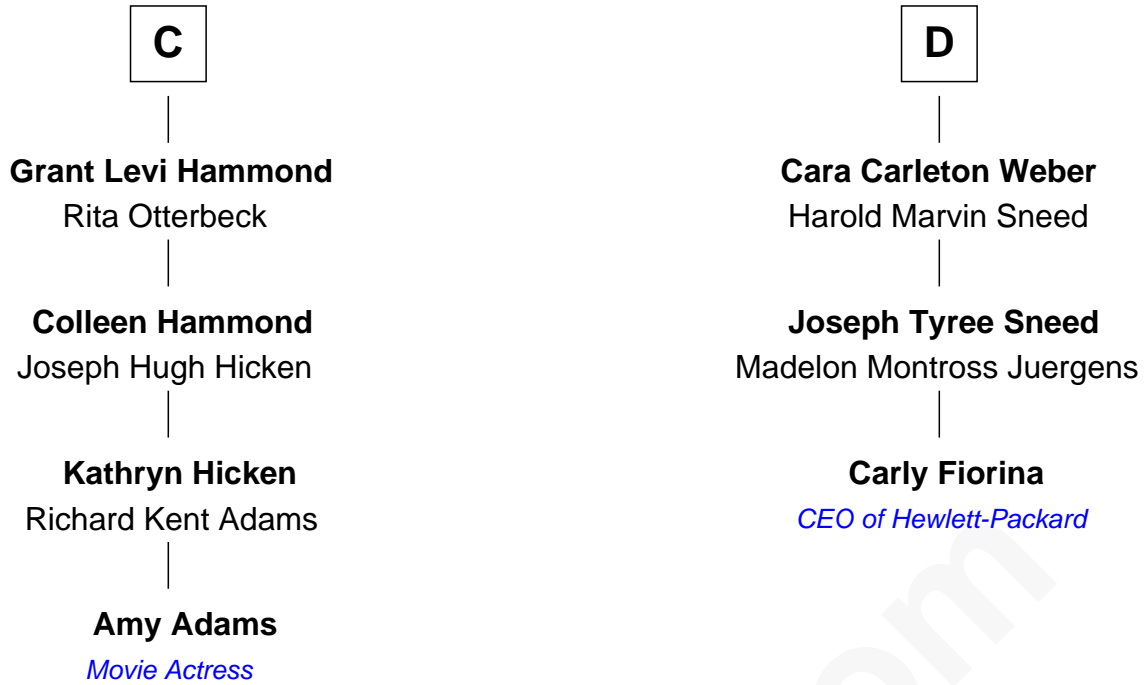 C
Grant Levi Hammond
Rita Otterbeck
Colleen Hammond
Joseph Hugh Hicken
Kathryn Hicken
Richard Kent Adams
Amy Adams
Movie Actress
D
Cara Carleton Weber
Harold Marvin Sneed
Joseph Tyree Sneed
Madelon Montross Juergens
Carly Fiorina
CEO of Hewlett-Packard
om